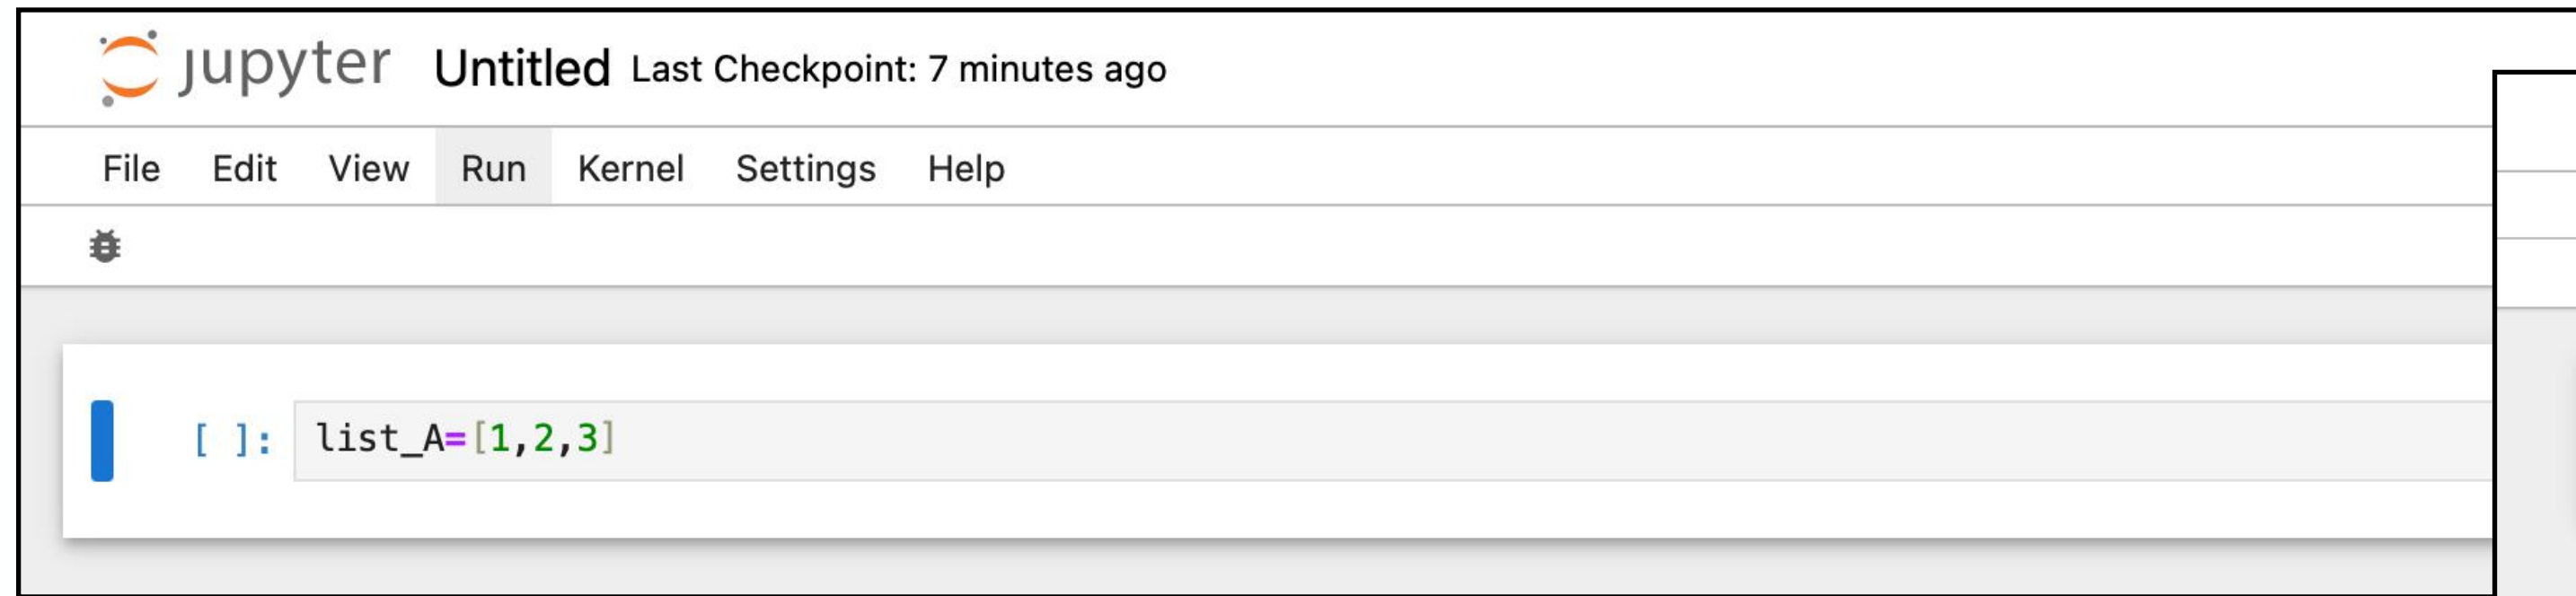 jupyter Untitled Last Checkpoint: 7 minutes ago
File Edit View Run Kernel Settings Help
[ ]: list_A=[1,2,3]